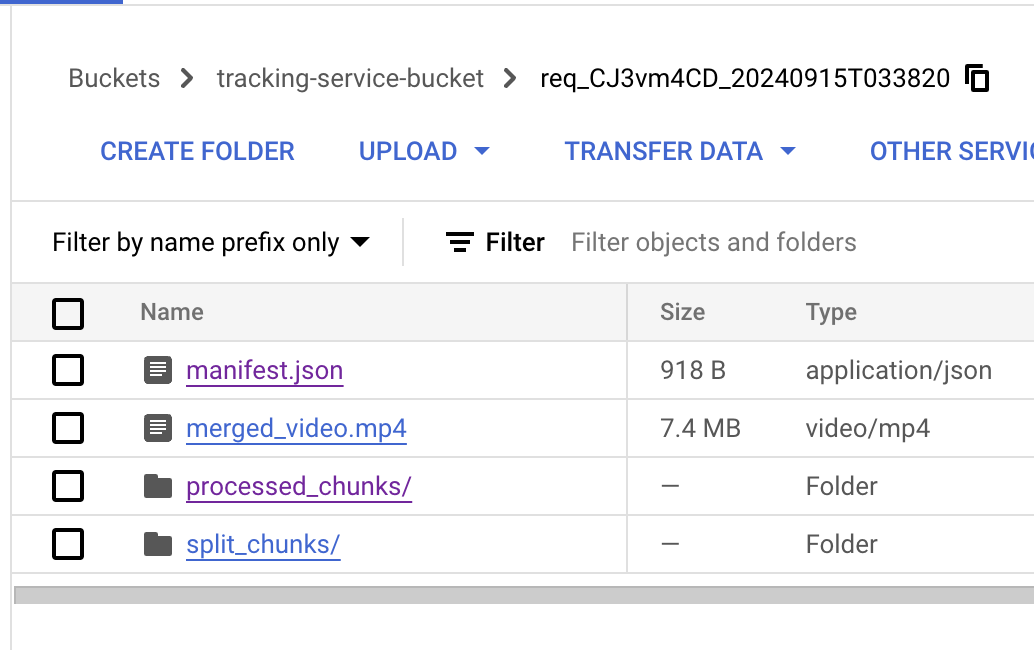 Buckets > tracking-service-bucket > req_CJ3vm4CD_20240915T033820
CREATE FOLDER UPLOAD TRANSFER DATA
Filter by name prefix only Filter Filter objects and folders
Name Size Type
manifest.json 918 B application/json
merged_video.mp4 7.4 MB video/mp4
processed_chunks/ — Folder
split_chunks/ — Folder